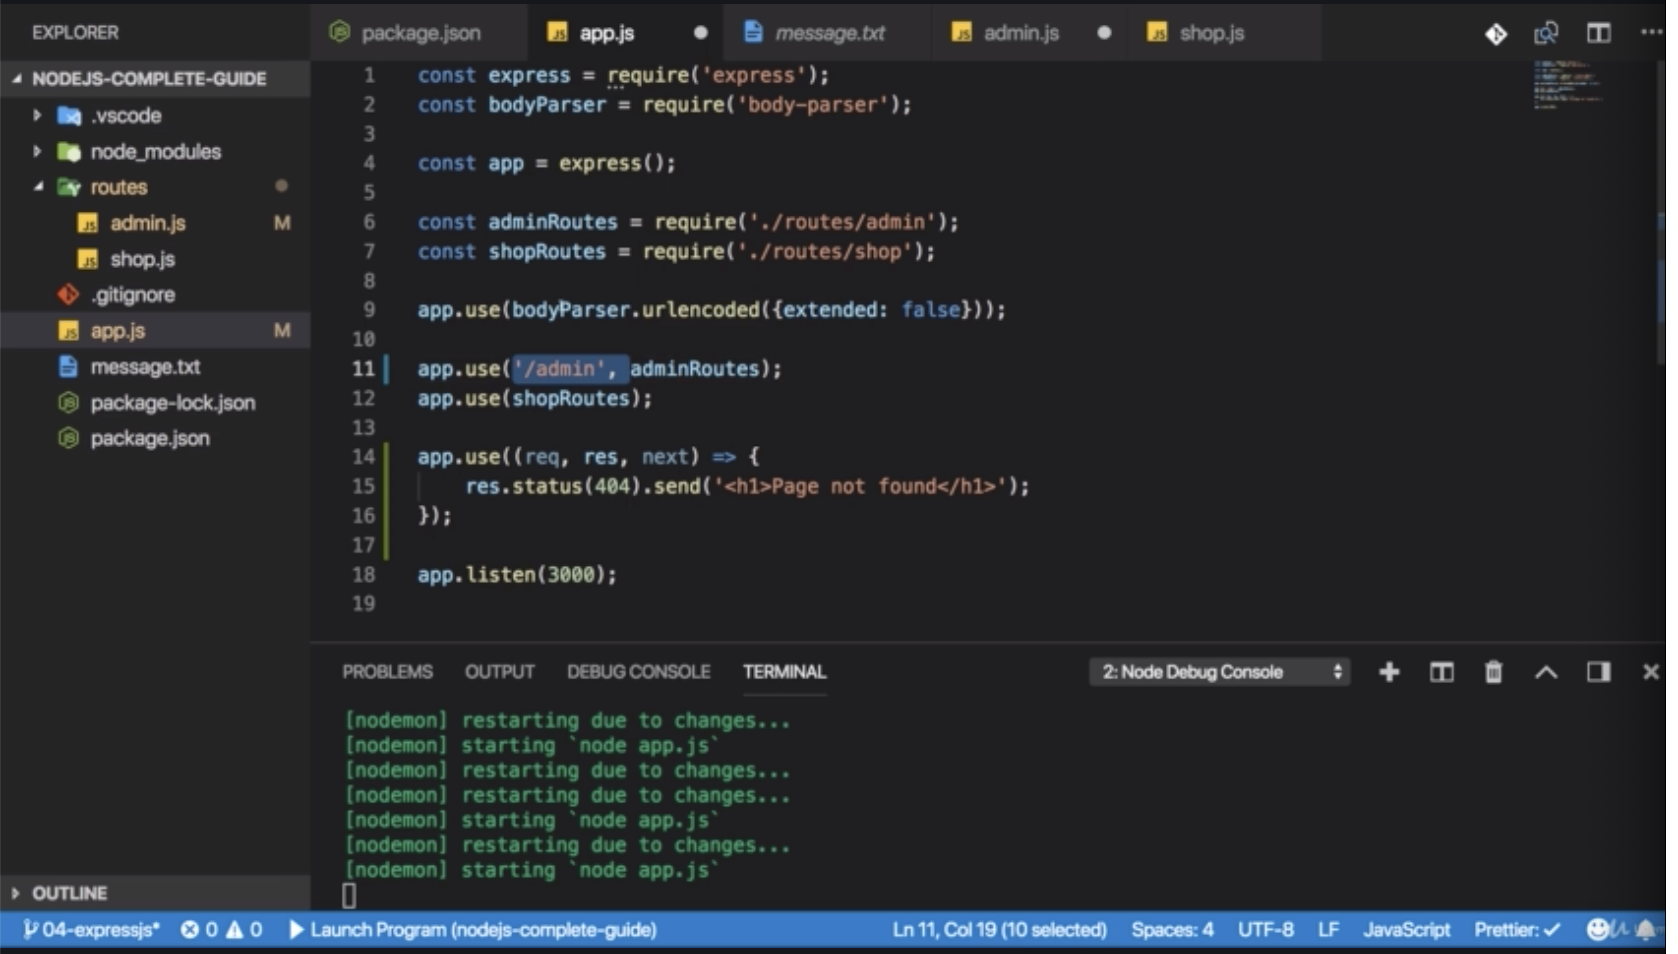 EXPLORER
package.json
app.js
message.txt
admin.js
shop.js
NODEJS-COMPLETE-GUIDE
.vscode
node_modules
routes
admin.js M
shop.js
.gitignore
app.js M
message.txt
package-lock.json
package.json
OUTLINE
1 const express = require('express');
2 const bodyParser = require('body-parser');
3
4 const app = express();
5
6 const adminRoutes = require('./routes/admin');
7 const shopRoutes = require('./routes/shop');
8
9 app.use(bodyParser.urlencoded({extended: false}));
10
11 app.use('/admin', adminRoutes);
12 app.use(shopRoutes);
13
14 app.use((req, res, next) => {
15 res.status(404).send('<h1>Page not found</h1>');
16 });
17
18 app.listen(3000);
19
PROBLEMS OUTPUT DEBUG CONSOLE TERMINAL 2: Node Debug Console
[nodemon] restarting due to changes...
[nodemon] starting `node app.js`
[nodemon] restarting due to changes...
[nodemon] restarting due to changes...
[nodemon] starting `node app.js`
[nodemon] restarting due to changes...
[nodemon] starting `node app.js`
04-expressjs* 0 0 Launch Program (nodejs-complete-guide) Ln 11, Col 19 (10 selected) Spaces: 4 UTF-8 LF JavaScript Prettier: ✓